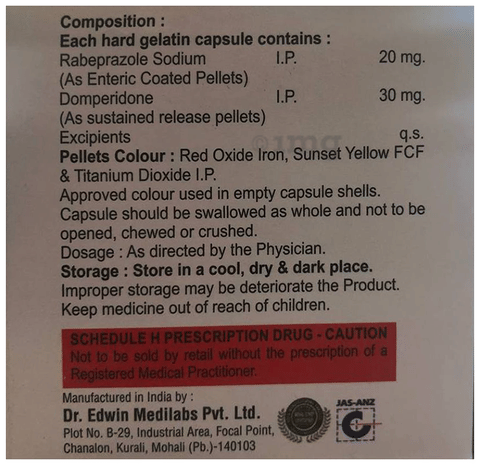 Composition :
Each hard gelatin capsule contains :
Rabeprazole Sodium I.P. 20 mg.
(As Enteric Coated Pellets)
Domperidone I.P. 30 mg.
(As sustained release pellets)
Excipients q.s.
Pellets Colour : Red Oxide Iron, Sunset Yellow FCF
& Titanium Dioxide I.P.
Approved colour used in empty capsule shells.
Capsule should be swallowed as whole and not to be
opened, chewed or crushed.
Dosage : As directed by the Physician.
Storage : Store in a cool, dry & dark place.
Improper storage may be deteriorate the Product.
Keep medicine out of reach of children.
SCHEDULE H PRESCRIPTION DRUG - CAUTION
Not to be sold by retail without the prescription of a
Registered Medical Practitioner.
Manufactured in India by :
Dr. Edwin Medilabs Pvt. Ltd.
Plot No. B-29, Industrial Area, Focal Point,
Chanalon, Kurali, Mohali (Pb.)-140103
JAS-ANZ